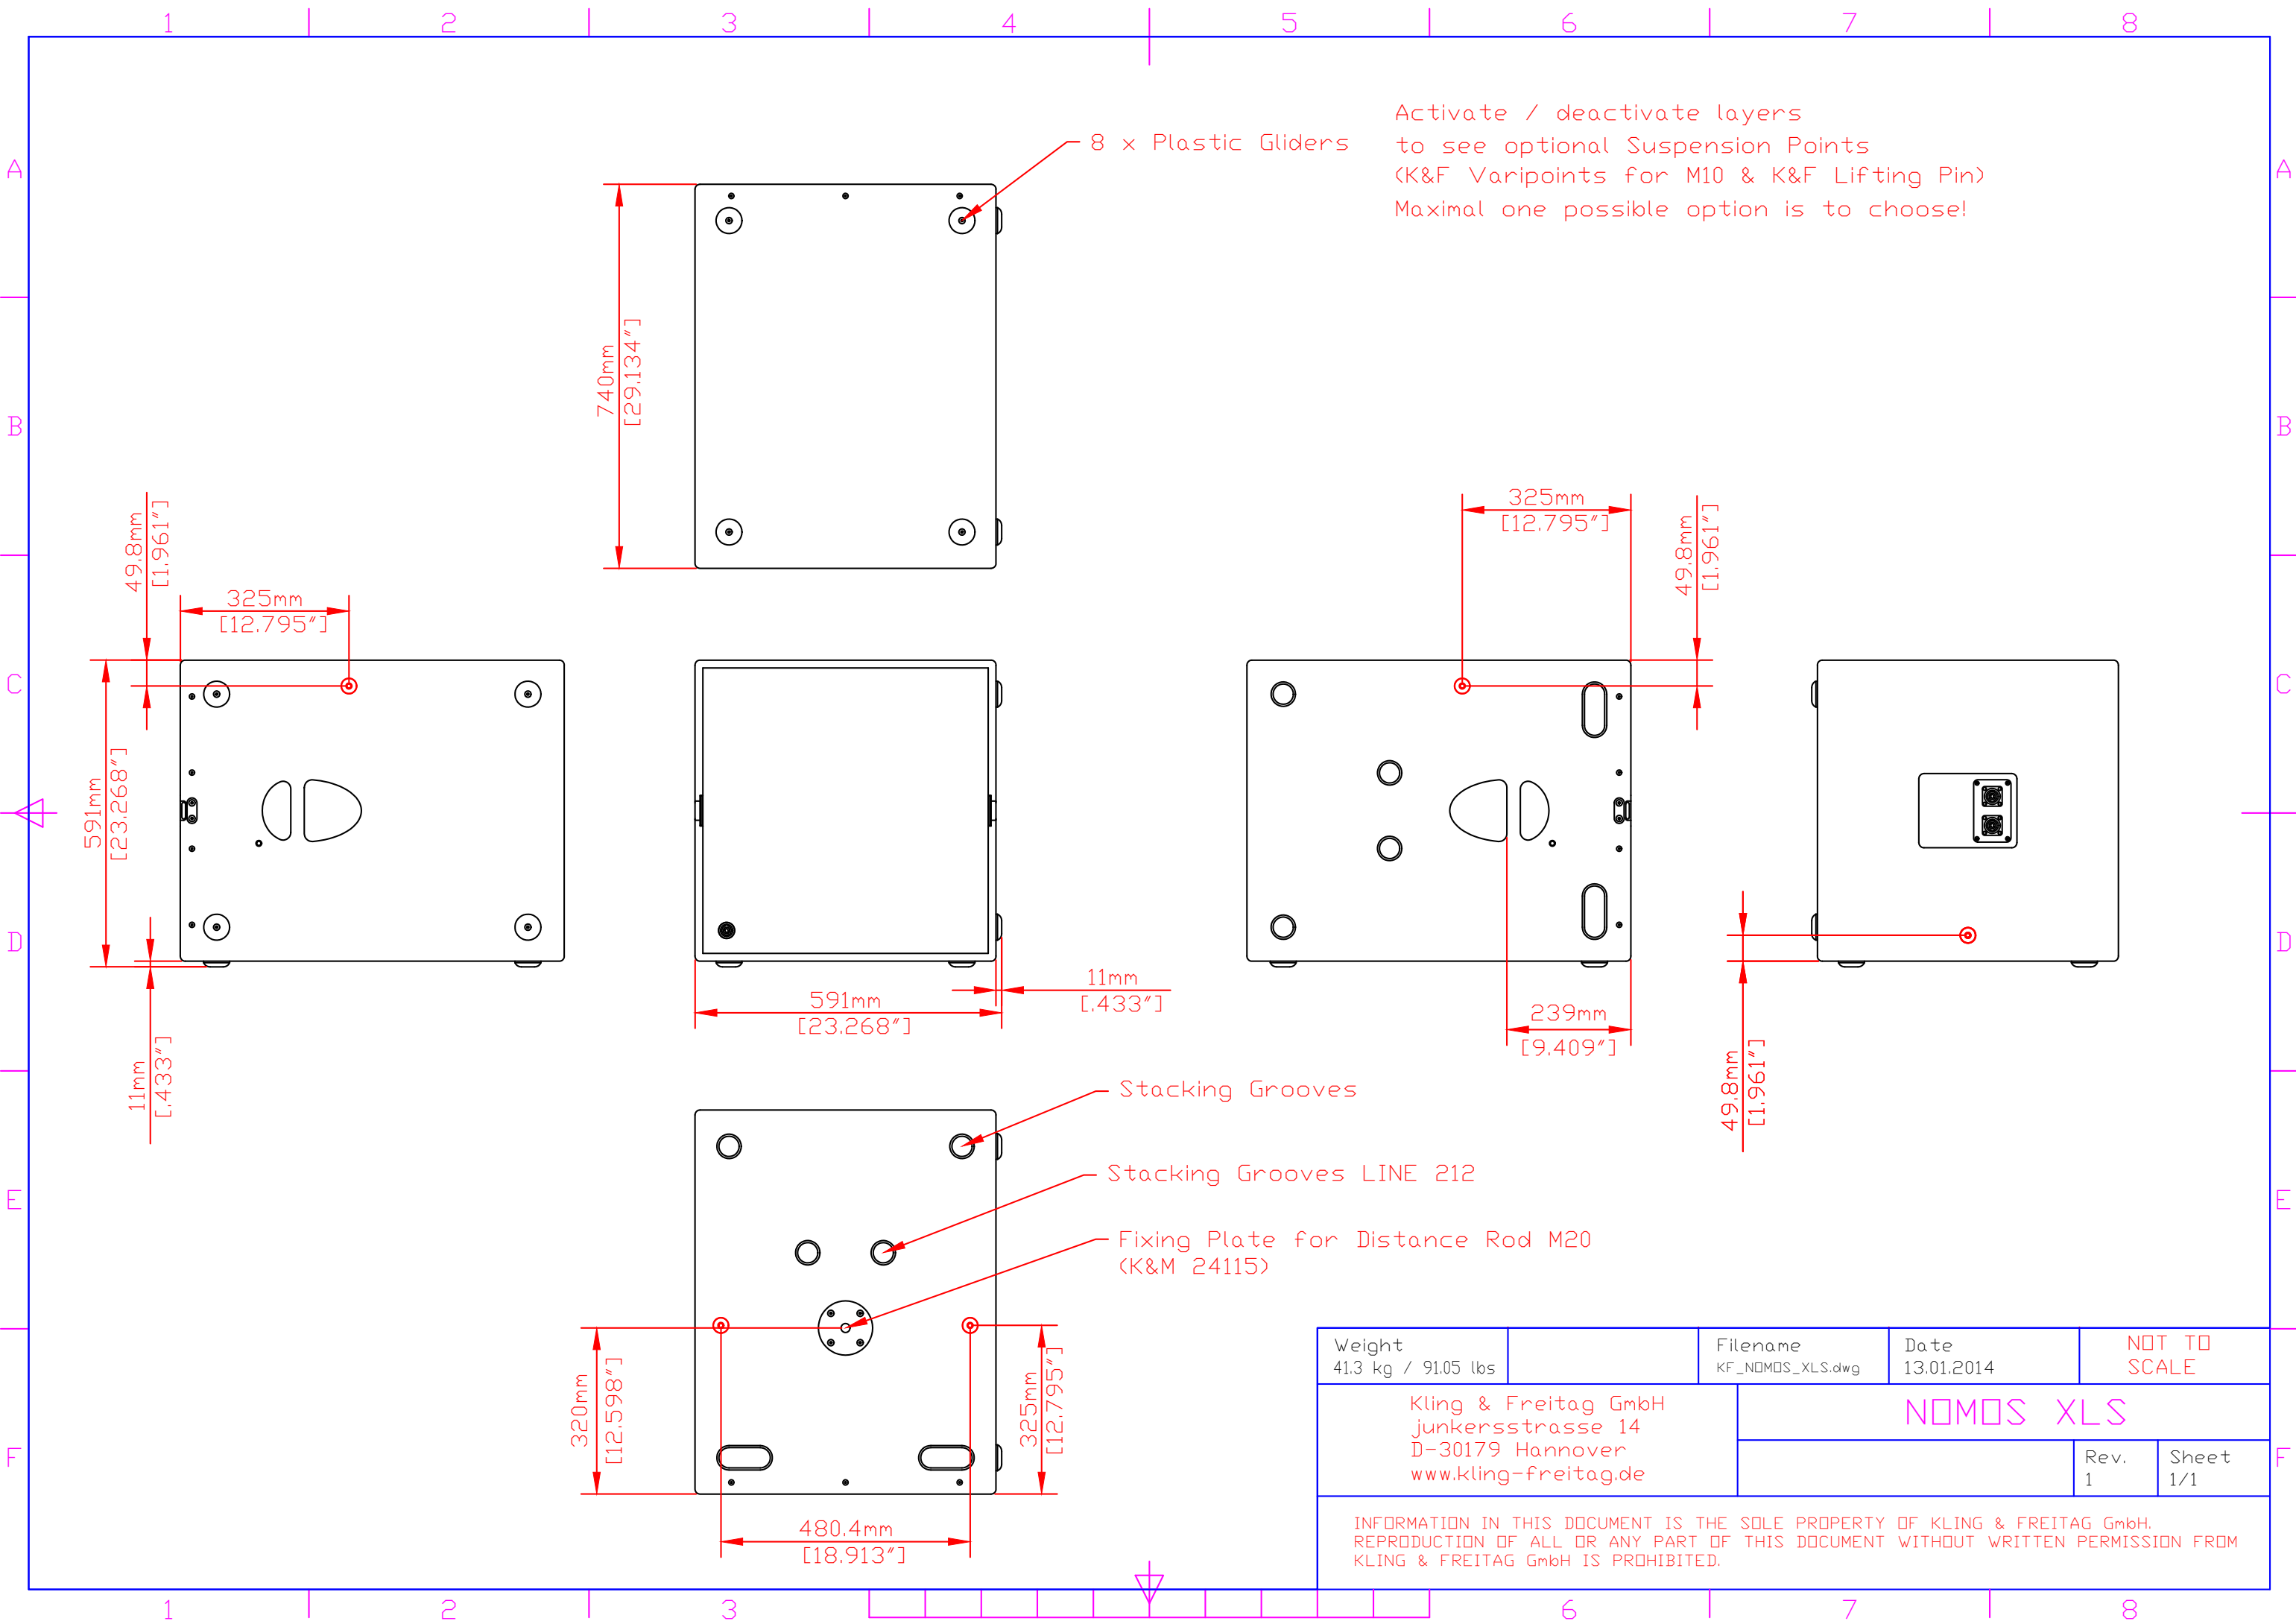 1 2 3 4 5 6 7 8
A A
B B
C C
D D
E E
F F
8 x Plastic Gliders
Activate / deactivate layers
to see optional Suspension Points
(K&F Varipoints for M10 & K&F Lifting Pin)
Maximal one possible option is to choose!
740mm
[29.134"]
49.8mm
[1.961"]
325mm
[12.795"]
591mm
[23.268"]
11mm
[.433"]
591mm
[23.268"]
11mm
[.433"]
325mm
[12.795"]
49.8mm
[1.961"]
239mm
[9.409"]
49.8mm
[1.961"]
Stacking Grooves
Stacking Grooves LINE 212
Fixing Plate for Distance Rod M20
(K&M 24115)
320mm
[12.598"]
325mm
[12.795"]
480.4mm
[18.913"]
Weight
41.3 kg / 91.05 lbs
Filename
KF_NOMOS_XLS.dwg
Date
13.01.2014
NOT TO
SCALE
Kling & Freitag GmbH
junkersstrasse 14
D-30179 Hannover
www.kling-freitag.de
NOMOS XLS
Rev.
1
Sheet
1/1
INFORMATION IN THIS DOCUMENT IS THE SOLE PROPERTY OF KLING & FREITAG GmbH.
REPRODUCTION OF ALL OR ANY PART OF THIS DOCUMENT WITHOUT WRITTEN PERMISSION FROM
KLING & FREITAG GmbH IS PROHIBITED.
1 2 3 6 7 8